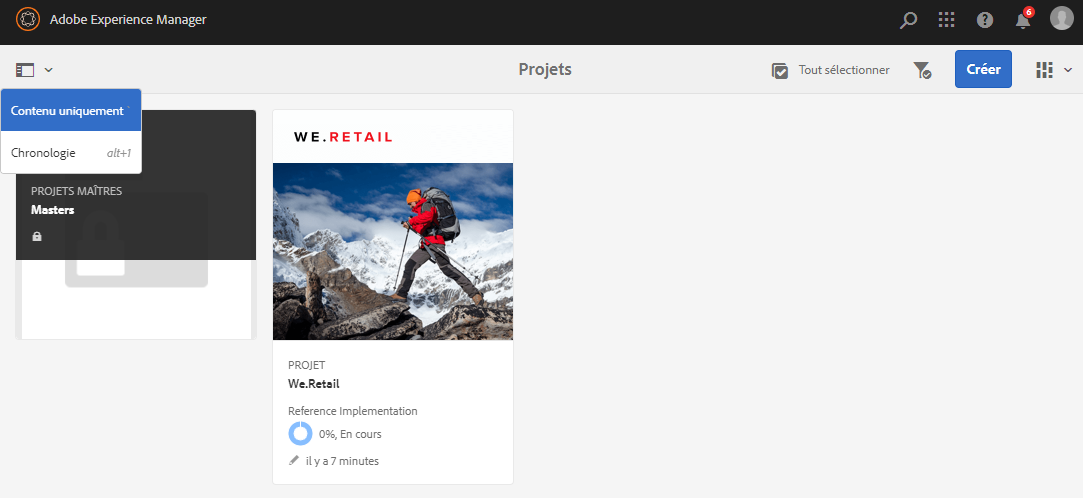 Adobe Experience Manager
6
Projets
Tout sélectionner
Créer
Contenu uniquement `
Chronologie alt+1
PROJETS MAÎTRES
Masters
WE.RETAIL
PROJET
We.Retail
Reference Implementation
0%, En cours
il y a 7 minutes